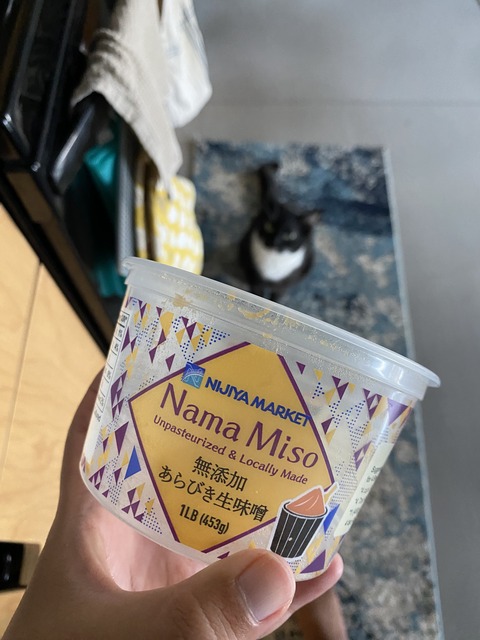 NIJIYA MARKET
Nama Miso
Unpasteurized & Locally Made
無添加
あらびき生味噌
1LB (453g)